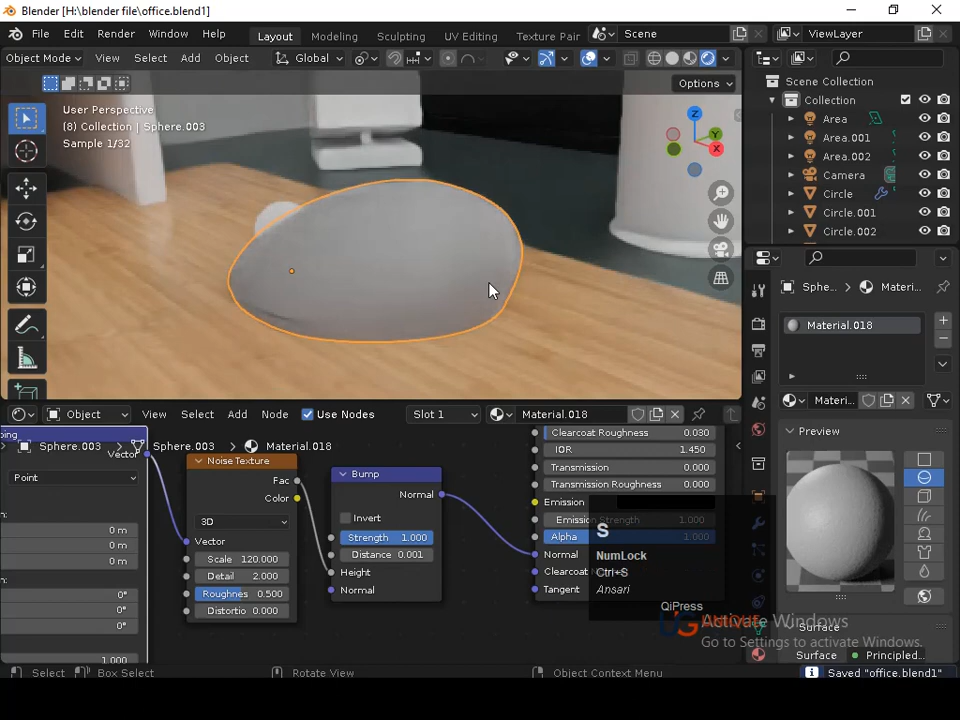 Blender [H:\blender file\office.blend1]
File Edit Render Window Help Layout Modeling Sculpting UV Editing Texture Pair Scene ViewLayer
Object Mode View Select Add Object Global
Options
User Perspective
(8) Collection | Sphere.003
Sample 1/32
Z
Y
X
Scene Collection
Collection
Area
Area.001
Area.002
Camera
Circle
Circle.001
Circle.002
Sphe... Materi...
Material.018
Materi...
Preview
Surface
Surface Principled...
Object View Select Add Node Use Nodes Slot 1 Material.018
Sphere.003 Sphere.003 Material.018
Vector
Point
0 m
0 m
0 m
0°
0°
0°
1.000
Noise Texture
Fac
Color
3D
Vector
Scale 120.000
Detail 2.000
Roughnes 0.500
Distortio 0.000
Bump
Normal
Invert
Strength 1.000
Distance 0.001
Height
Normal
Clearcoat Roughness 0.030
IOR 1.450
Transmission 0.000
Transmission Roughness 0.000
Emission
Emission Strength 1.000
Alpha 1.000
Normal
Clearcoat
Tangent
S
NumLock
Ctrl+S
Ansari
QiPress
Activate Windows
Go to Settings to activate Windows.
Select Box Select Rotate View Object Context Menu Saved "office.blend1"